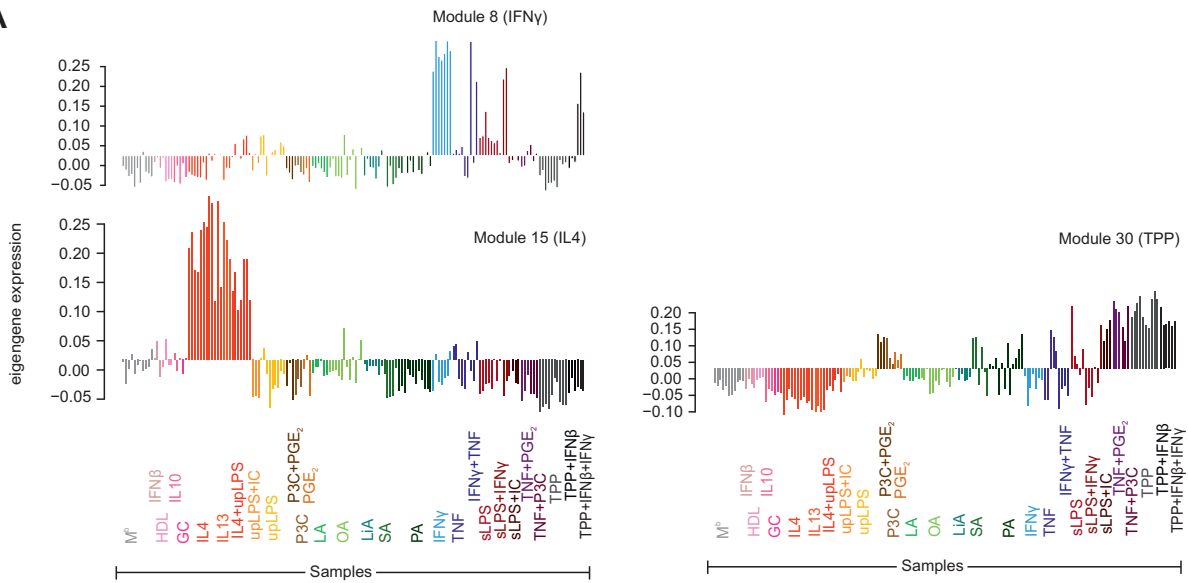 A
Module 8 (IFNγ)
0.25
0.20
0.15
0.10
0.05
0.00
−0.05
eigengene expression
Module 15 (IL4)
0.25
0.20
0.15
0.10
0.05
0.00
−0.05
Mᵇ
HDL
IFNβ
IL10
GC
IL4
IL13
IL4+upLPS
upLPS+IC
upLPS
P3C+PGE₂
P3C
PGE₂
LA
OA
LiA
SA
PA
IFNγ
TNF
IFNγ+TNF
sLPS
sLPS+IFNγ
sLPS+IC
TNF+PGE₂
TNF+P3C
TPP
TPP+IFNβ
TPP+IFNβ+IFNγ
Samples
Module 30 (TPP)
0.20
0.15
0.10
0.05
0.00
−0.05
−0.10
Mᵇ
HDL
IFNβ
IL10
GC
IL4
IL13
IL4+upLPS
upLPS+IC
upLPS
P3C+PGE₂
P3C
PGE₂
LA
OA
LiA
SA
PA
IFNγ
TNF
IFNγ+TNF
sLPS
sLPS+IFNγ
sLPS+IC
TNF+PGE₂
TNF+P3C
TPP
TPP+IFNβ
TPP+IFNβ+IFNγ
Samples